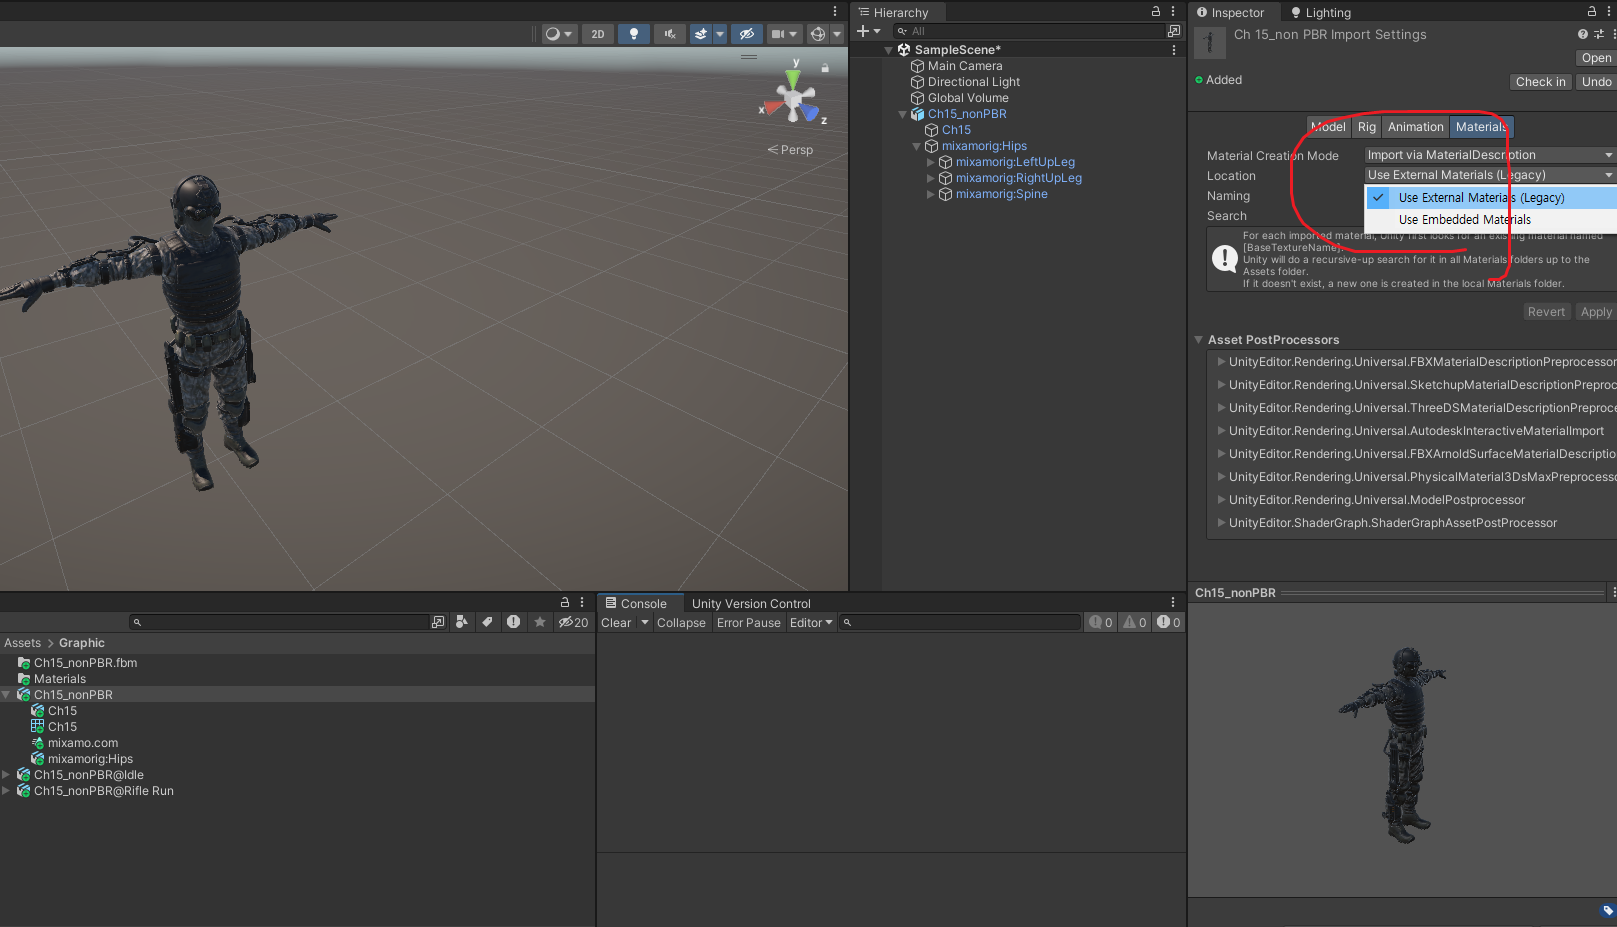 2D
y
x
z
< Persp
Hierarchy
All
SampleScene*
Main Camera
Directional Light
Global Volume
Ch15_nonPBR
Ch15
mixamorig:Hips
mixamorig:LeftUpLeg
mixamorig:RightUpLeg
mixamorig:Spine
Inspector
Lighting
Ch 15_non PBR Import Settings
Open
Added
Check in
Undo
Model
Rig
Animation
Materials
Material Creation Mode
Import via MaterialDescription
Location
Use External Materials (Legacy)
Use External Materials (Legacy)
Naming
Use Embedded Materials
Search
For each imported material, Unity first looks for an existing material named
[BaseTextureName].
Unity will do a recursive-up search for it in all Materials folders up to the
Assets folder.
If it doesn't exist, a new one is created in the local Materials folder.
Revert
Apply
Asset PostProcessors
UnityEditor.Rendering.Universal.FBXMaterialDescriptionPreprocessor
UnityEditor.Rendering.Universal.SketchupMaterialDescriptionPreproc
UnityEditor.Rendering.Universal.ThreeDSMaterialDescriptionPreproce
UnityEditor.Rendering.Universal.AutodeskInteractiveMaterialImport
UnityEditor.Rendering.Universal.FBXArnoldSurfaceMaterialDescriptio
UnityEditor.Rendering.Universal.PhysicalMaterial3DsMaxPreprocesso
UnityEditor.Rendering.Universal.ModelPostprocessor
UnityEditor.ShaderGraph.ShaderGraphAssetPostProcessor
Ch15_nonPBR
20
Assets > Graphic
Ch15_nonPBR.fbm
Materials
Ch15_nonPBR
Ch15
Ch15
mixamo.com
mixamorig:Hips
Ch15_nonPBR@Idle
Ch15_nonPBR@Rifle Run
Console
Unity Version Control
Clear
Collapse
Error Pause
Editor
0
0
0